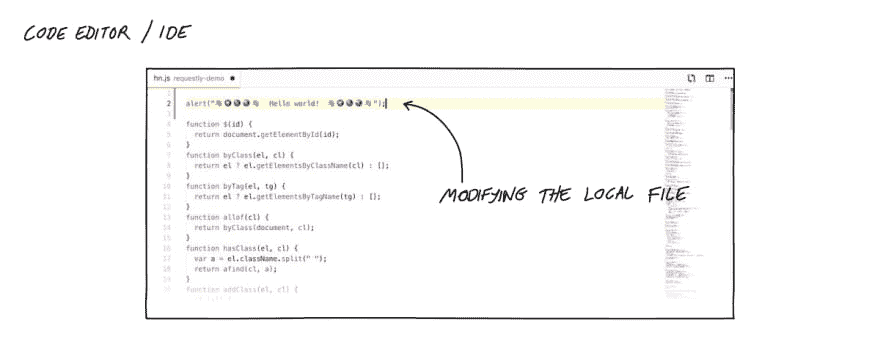 CODE EDITOR / IDE
hn.js requestly-demo ●
1
2 alert("👋🌍🌎🌏👋  Hello world!  👋🌍🌎🌏👋");
3
4 function $(id) {
5   return document.getElementById(id);
6 }
7 function byClass(el, cl) {
8   return el ? el.getElementsByClassName(cl) : [];
9 }
10 function byTag(el, tg) {
11   return el ? el.getElementsByTagName(tg) : [];
12 }
13 function allof(cl) {
14   return byClass(document, cl);
15 }
16 function hasClass(el, cl) {
17   var a = el.className.split(" ");
18   return afind(cl, a);
19 }
20 function addClass(el, cl) {
MODIFYING THE LOCAL FILE